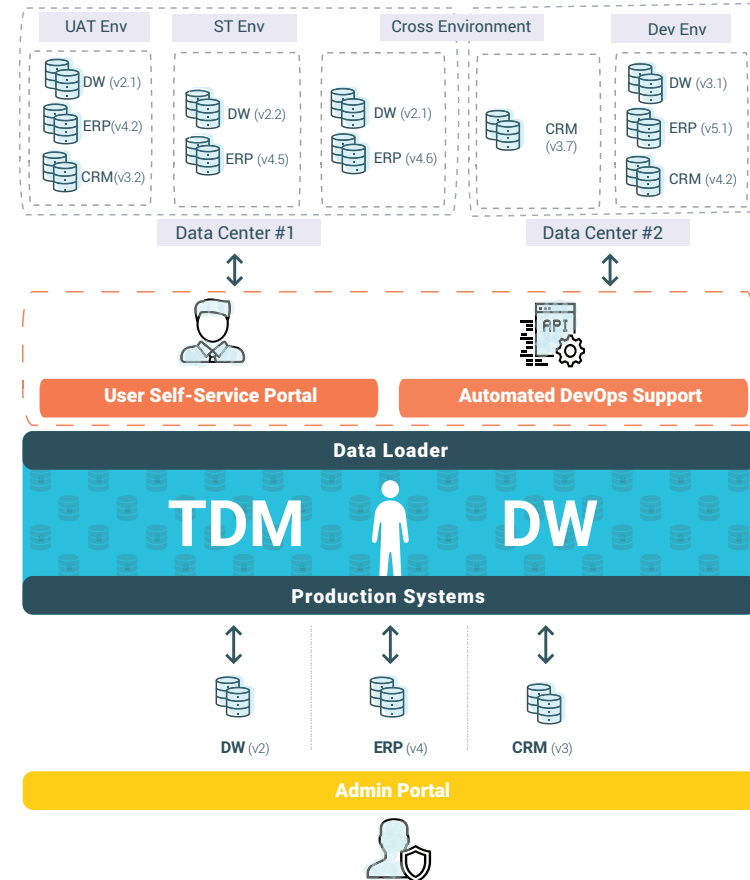 UAT Env
ST Env
Cross Environment
Dev Env
DW (v2.1)
ERP(v4.2)
CRM(v3.2)
DW (v2.2)
ERP (v4.5)
DW (v2.1)
ERP (v4.6)
CRM
(v3.7)
DW (v3.1)
ERP (v5.1)
CRM (v4.2)
Data Center #1
Data Center #2
API
User Self-Service Portal
Automated DevOps Support
Data Loader
TDM
DW
Production Systems
DW (v2)
ERP (v4)
CRM (v3)
Admin Portal